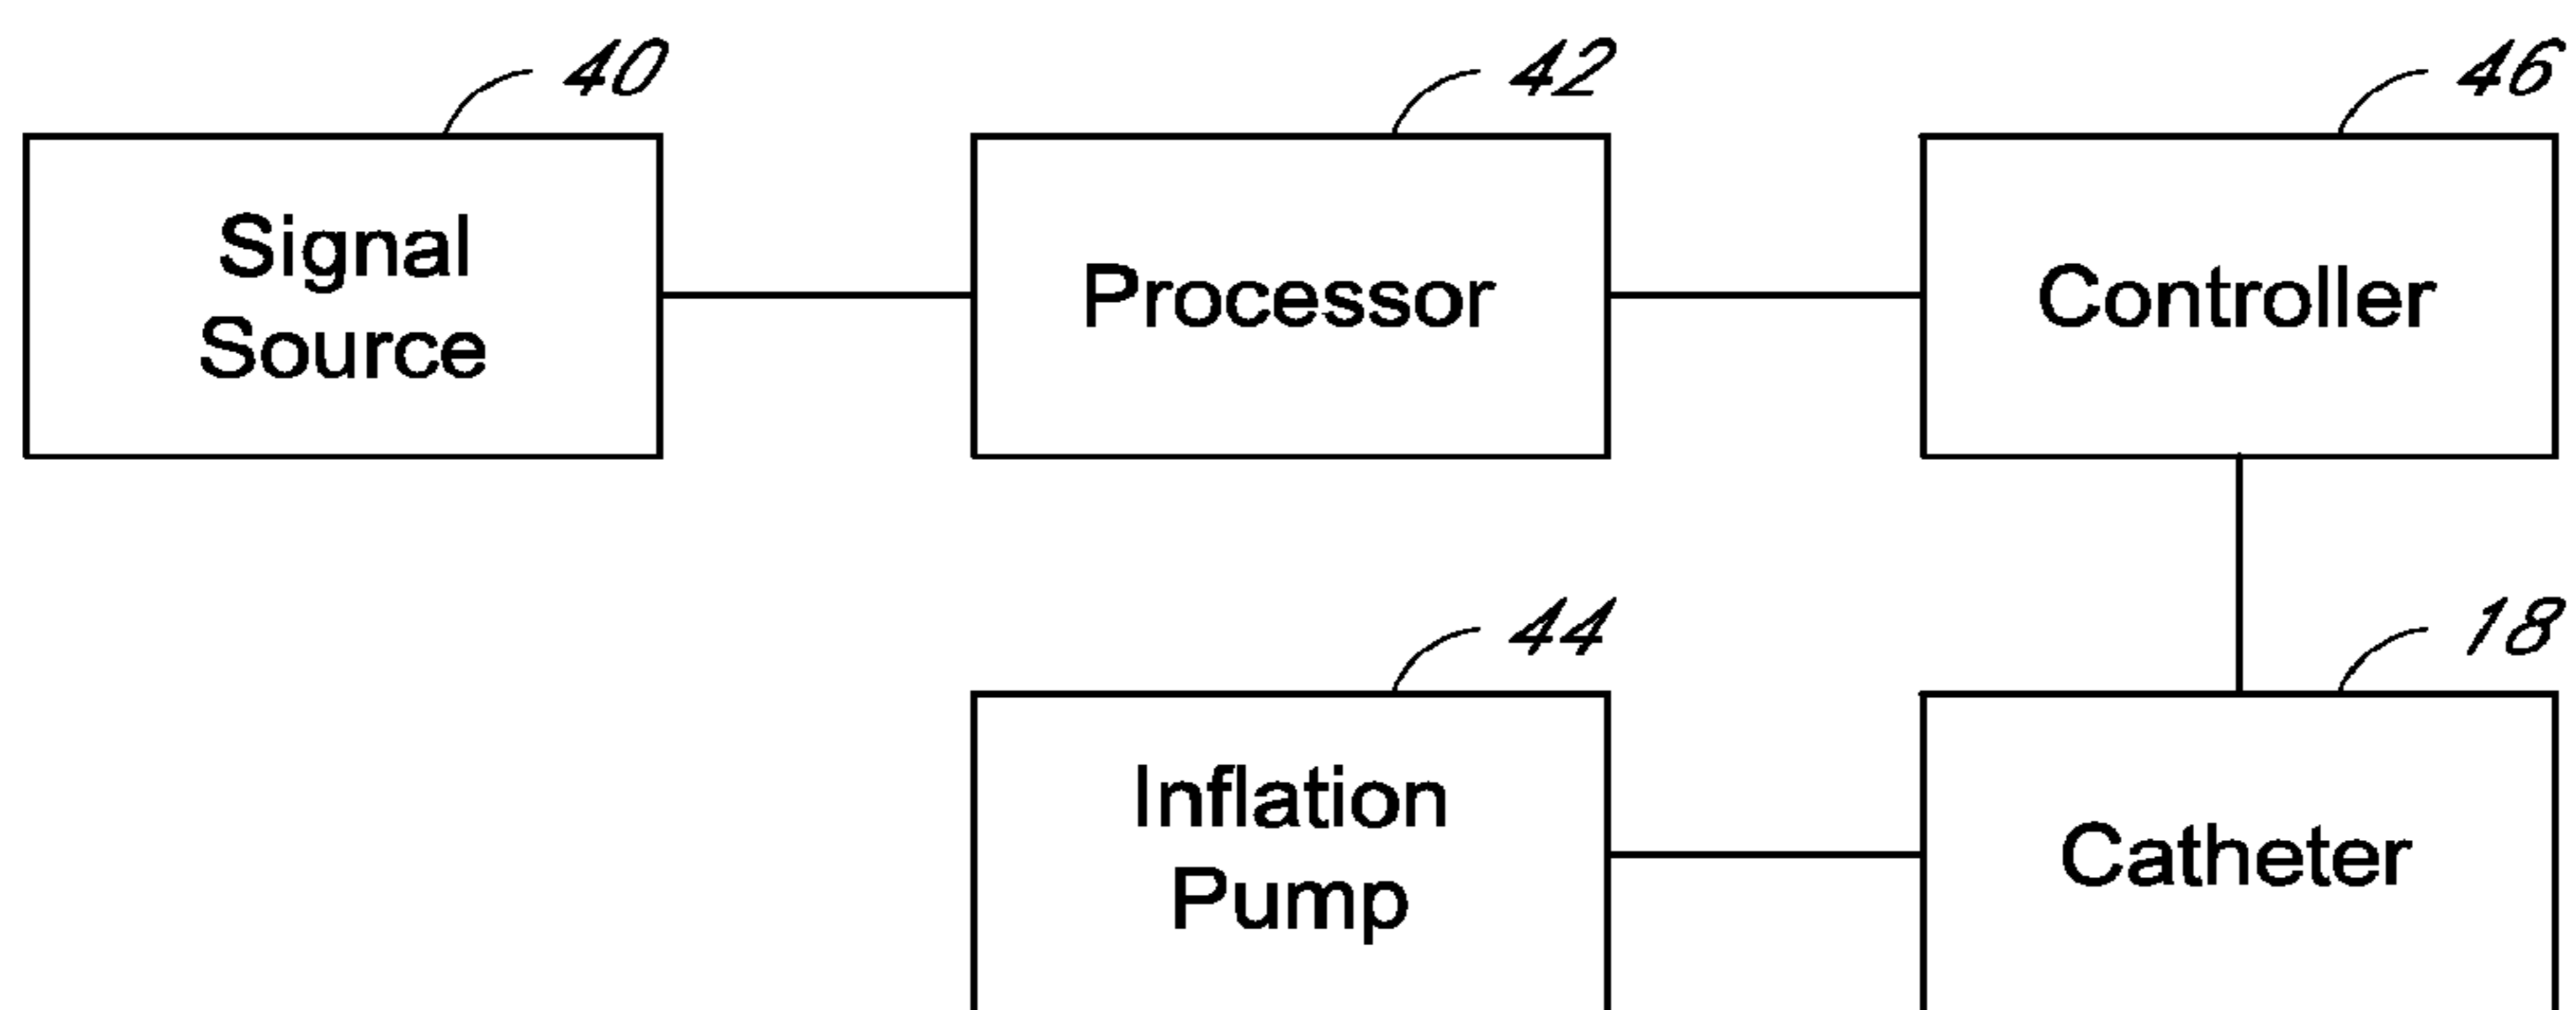 40
42
46
Signal
Source
Processor
Controller
44
18
Inflation
Pump
Catheter